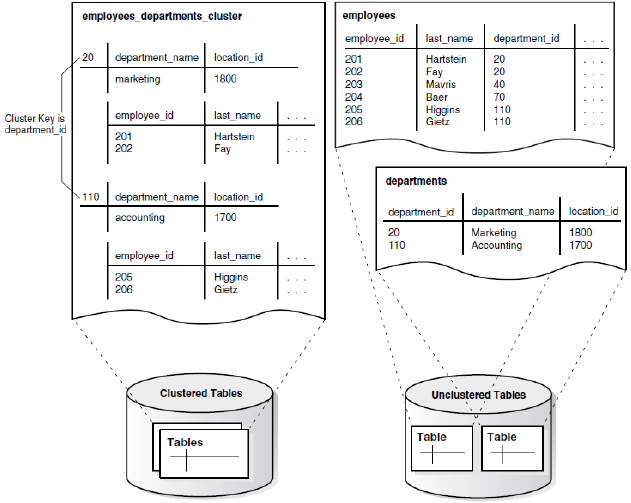 employees_departments_cluster
20 department_name location_id
marketing 1800
Cluster Key is
department_id
employee_id last_name . . .
201 Hartstein . . .
202 Fay . . .
110 department_name location_id
accounting 1700
employee_id last_name . . .
205 Higgins . . .
206 Gietz . . .
Clustered Tables
Tables
employees
employee_id last_name department_id . . .
201 Hartstein 20 . . .
202 Fay 20 . . .
203 Mavris 40 . . .
204 Baer 70 . . .
205 Higgins 110 . . .
206 Gietz 110 . . .
departments
department_id department_name location_id
20 Marketing 1800
110 Accounting 1700
Unclustered Tables
Table Table